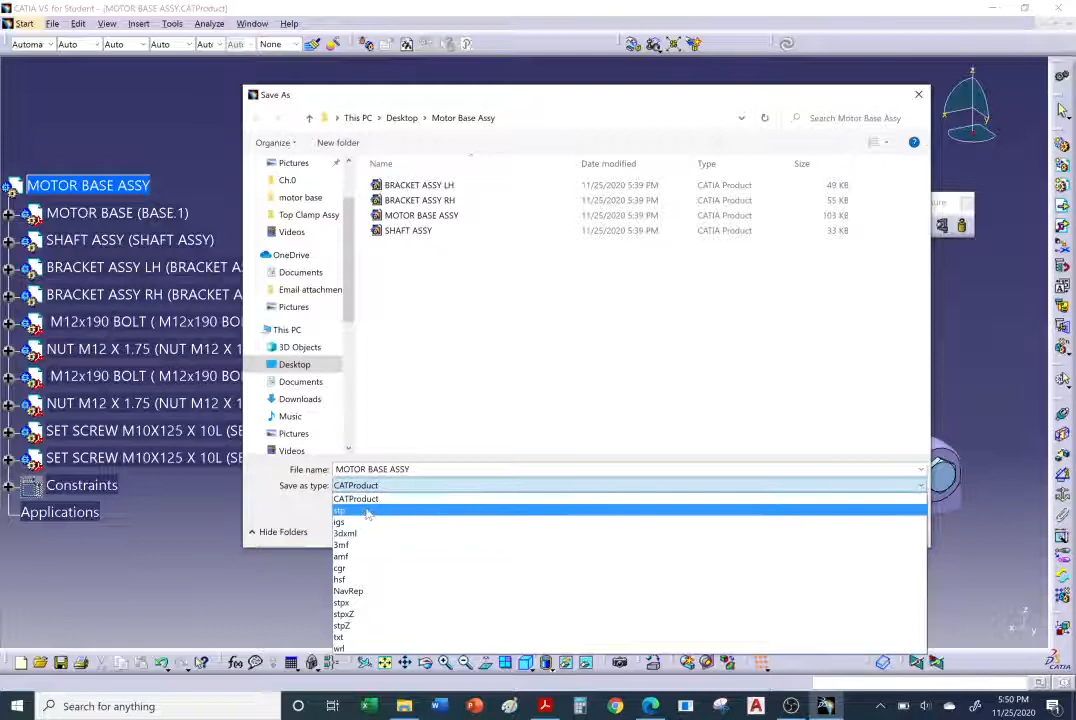 CATIA V5 for Student - [MOTOR BASE ASSY.CATProduct]
Start File Edit View Insert Tools Analyze Window Help
Automa Auto Auto Auto Aut Aut None
Save As
This PC > Desktop > Motor Base Assy
Search Motor Base Assy
Organize New folder
Name Date modified Type Size
BRACKET ASSY LH 11/25/2020 5:39 PM CATIA Product 49 KB
BRACKET ASSY RH 11/25/2020 5:39 PM CATIA Product 55 KB
MOTOR BASE ASSY 11/25/2020 5:39 PM CATIA Product 103 KB
SHAFT ASSY 11/25/2020 5:39 PM CATIA Product 33 KB
Pictures
Ch.0
motor base
Top Clamp Assy
Videos
OneDrive
Documents
Email attachmen
Pictures
This PC
3D Objects
Desktop
Documents
Downloads
Music
Pictures
Videos
File name: MOTOR BASE ASSY
Save as type: CATProduct
CATProduct
stp
igs
3dxml
3mf
amf
cgr
hsf
NavRep
stpx
stpxZ
stpZ
txt
wrl
Hide Folders
MOTOR BASE ASSY
MOTOR BASE (BASE.1)
SHAFT ASSY (SHAFT ASSY)
BRACKET ASSY LH (BRACKET A
BRACKET ASSY RH (BRACKET A
M12x190 BOLT ( M12x190 BO
NUT M12 X 1.75 (NUT M12 X 1
M12x190 BOLT ( M12x190 BO
NUT M12 X 1.75 (NUT M12 X 1
SET SCREW M10X125 X 10L (SE
SET SCREW M10X125 X 10L (SE
Constraints
Applications
ure
z
x
y
z
x
y
CATIA
Search for anything
5:50 PM
11/25/2020